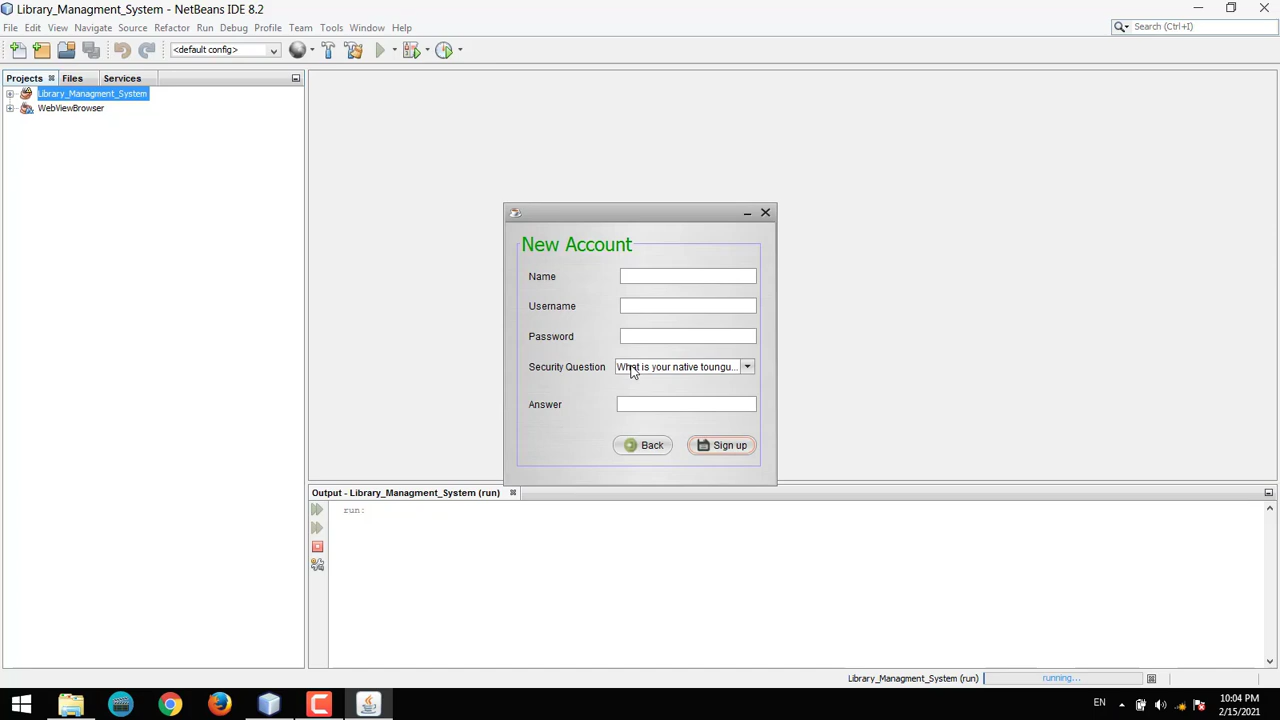 Library_Managment_System - NetBeans IDE 8.2
File Edit View Navigate Source Refactor Run Debug Profile Team Tools Window Help
Search (Ctrl+I)
<default config>
Projects Files Services
Library_Managment_System
WebViewBrowser
New Account
Name
Username
Password
Security Question What is your native toungu...
Answer
Back Sign up
Output - Library_Managment_System (run)
run:
Library_Managment_System (run) running...
EN 10:04 PM
2/15/2021